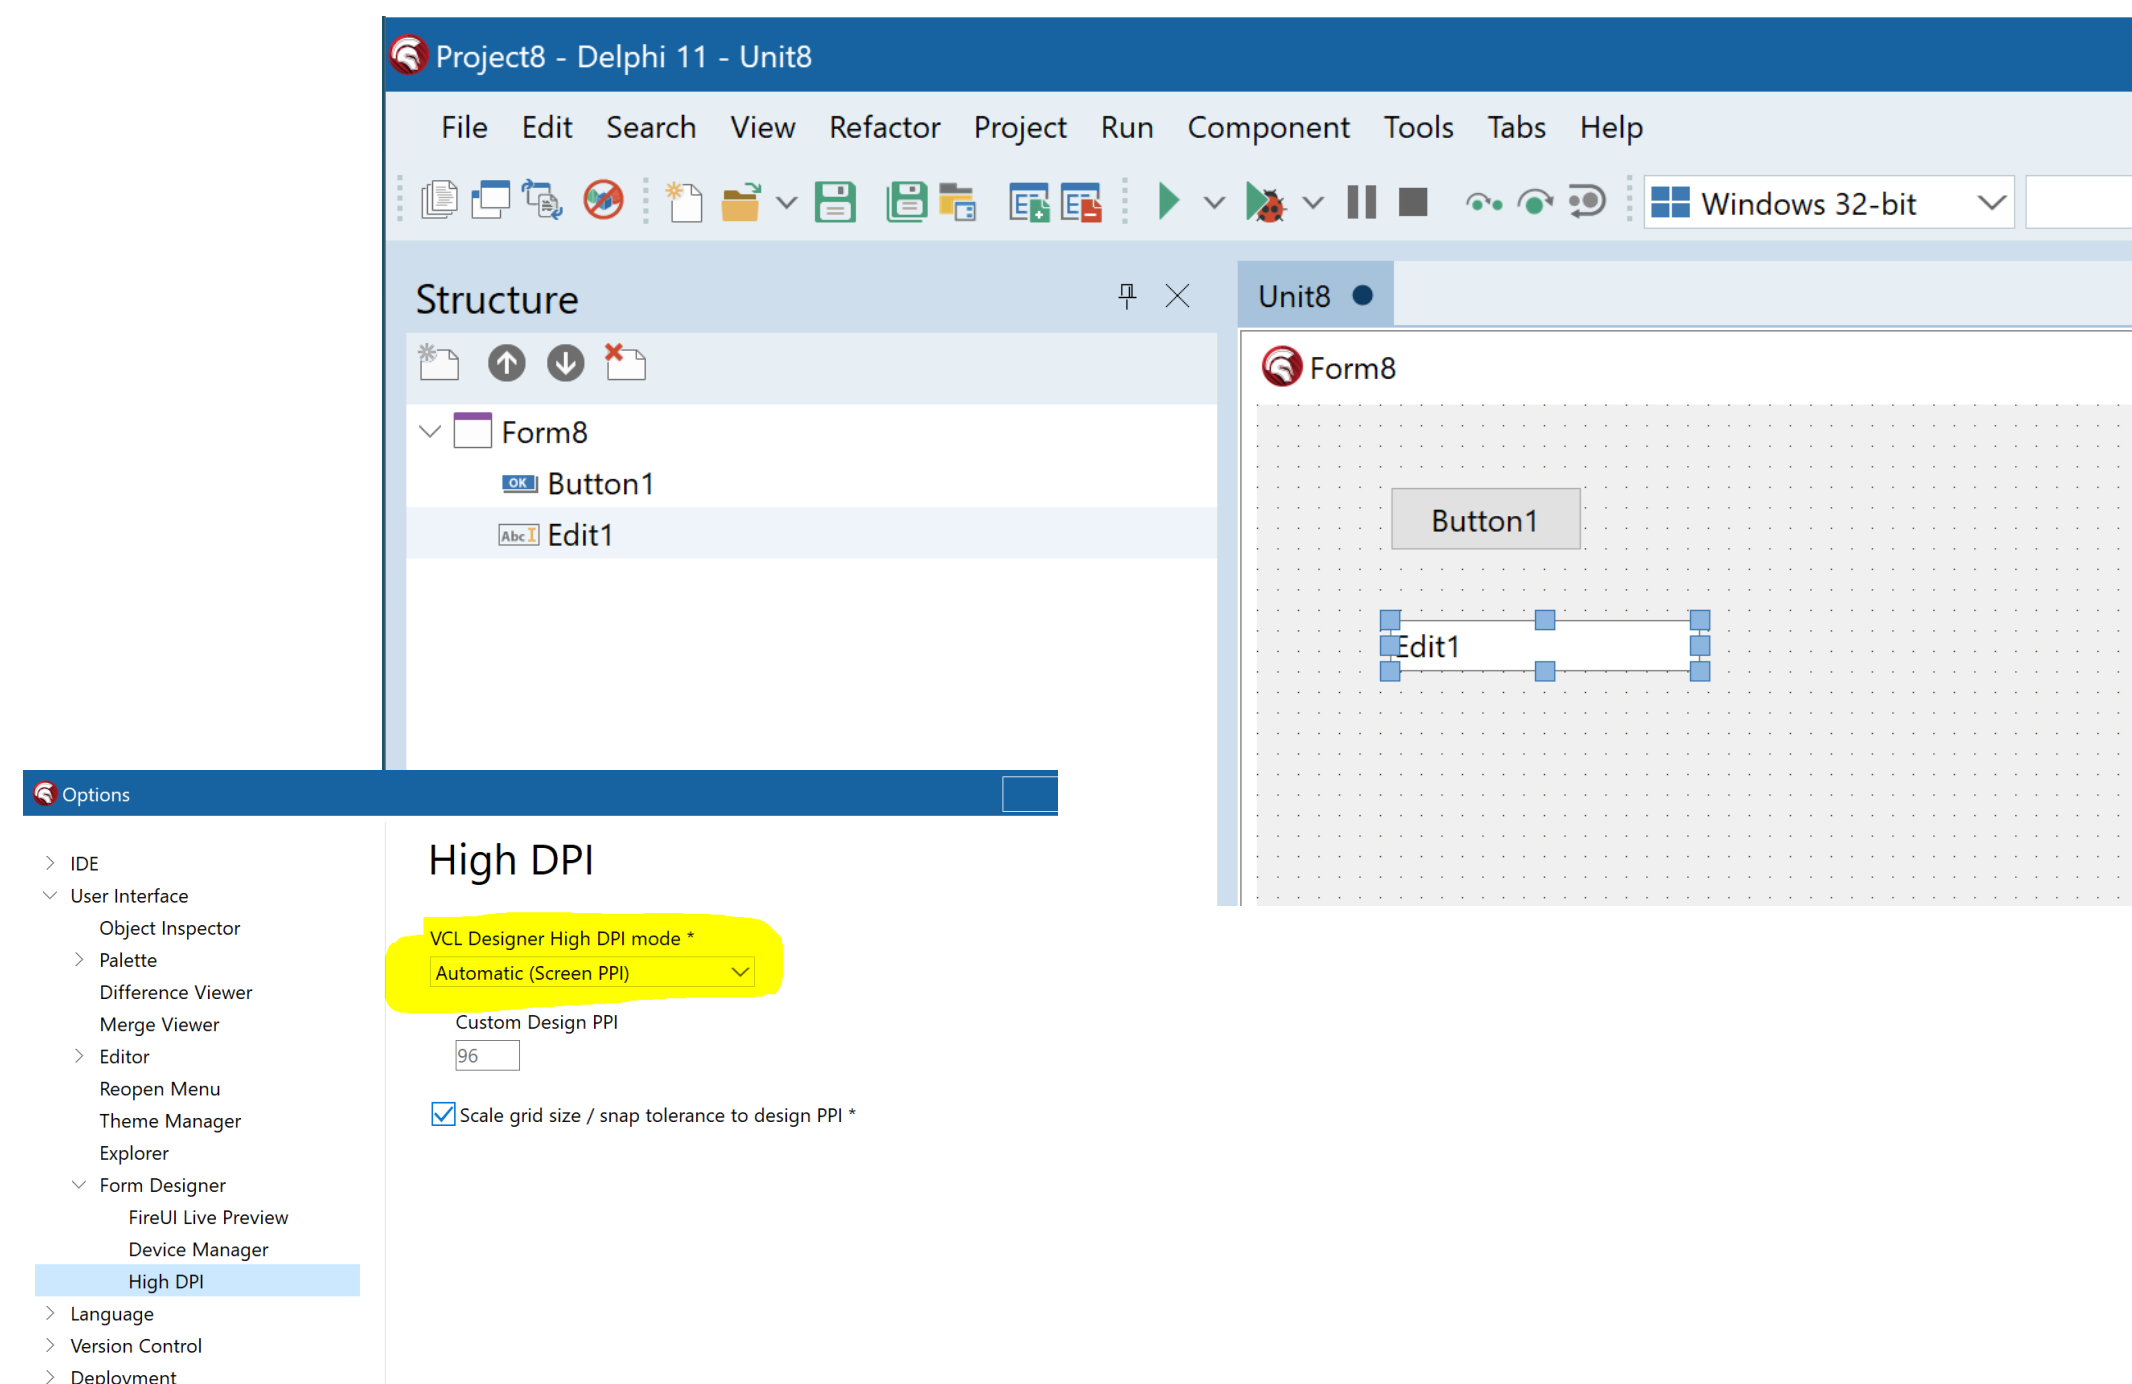 Project8 - Delphi 11 - Unit8
File Edit Search View Refactor Project Run Component Tools Tabs Help
Windows 32-bit
Structure
Unit8
Form8
Form8
OK Button1
Abc Edit1
Button1
Edit1
Options
IDE
User Interface
Object Inspector
Palette
Difference Viewer
Merge Viewer
Editor
Reopen Menu
Theme Manager
Explorer
Form Designer
FireUI Live Preview
Device Manager
High DPI
Language
Version Control
Deployment
High DPI
VCL Designer High DPI mode *
Automatic (Screen PPI)
Custom Design PPI
96
Scale grid size / snap tolerance to design PPI *